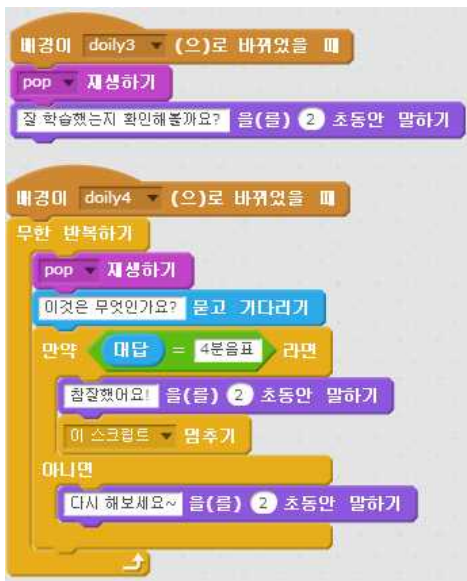 배경이 doily3 (으)로 바뀌었을 때
pop 재생하기
잘 학습했는지 확인해볼까요? 을(를) 2 초동안 말하기
배경이 doily4 (으)로 바뀌었을 때
무한 반복하기
pop 재생하기
이것은 무엇인가요? 묻고 기다리기
만약 대답 = 4분음표 라면
참잘했어요! 을(를) 2 초동안 말하기
이 스크립트 멈추기
아니면
다시 해보세요~ 을(를) 2 초동안 말하기